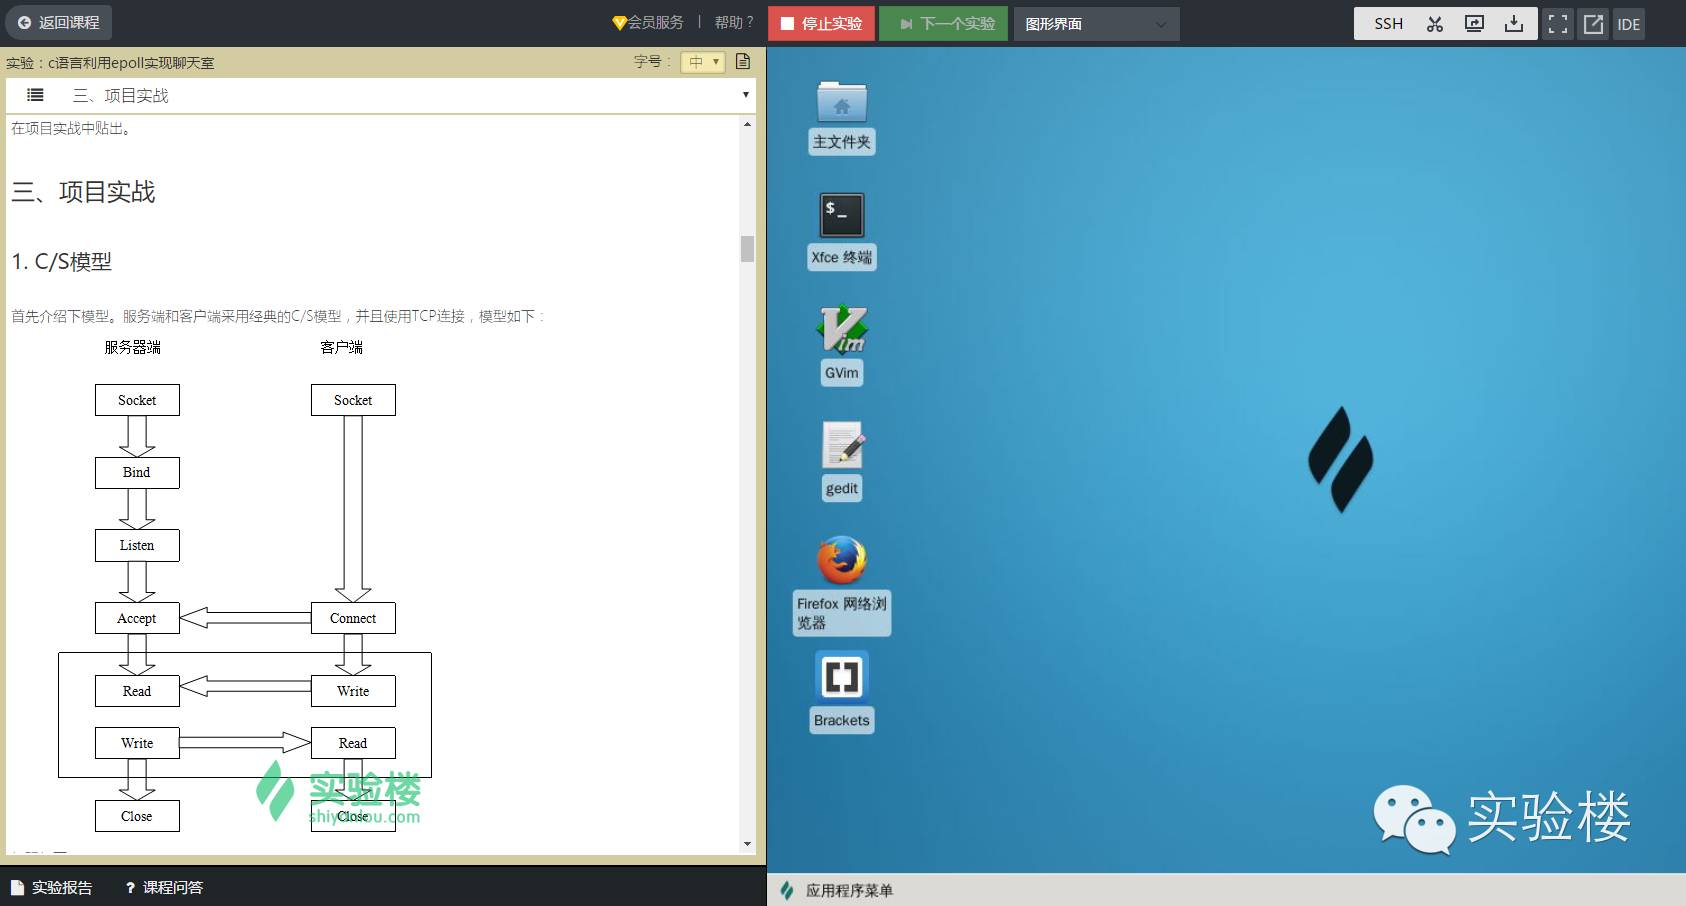 返回课程
会员服务 | 帮助 ?
停止实验
下一个实验
图形界面
SSH
IDE
实验：c语言利用epoll实现聊天室
字号：
中
三、项目实战
在项目实战中贴出。
三、项目实战
1. C/S模型
首先介绍下模型。服务端和客户端采用经典的C/S模型，并且使用TCP连接，模型如下：
服务器端 客户端
Socket Socket
Bind
Listen
Accept Connect
Read Write
Write Read
Close Close
实验楼
shiyanlou.com
实验报告
? 课程问答
主文件夹
$_
Xfce 终端
Vim
GVim
gedit
Firefox 网络浏
览器
Brackets
实验楼
应用程序菜单